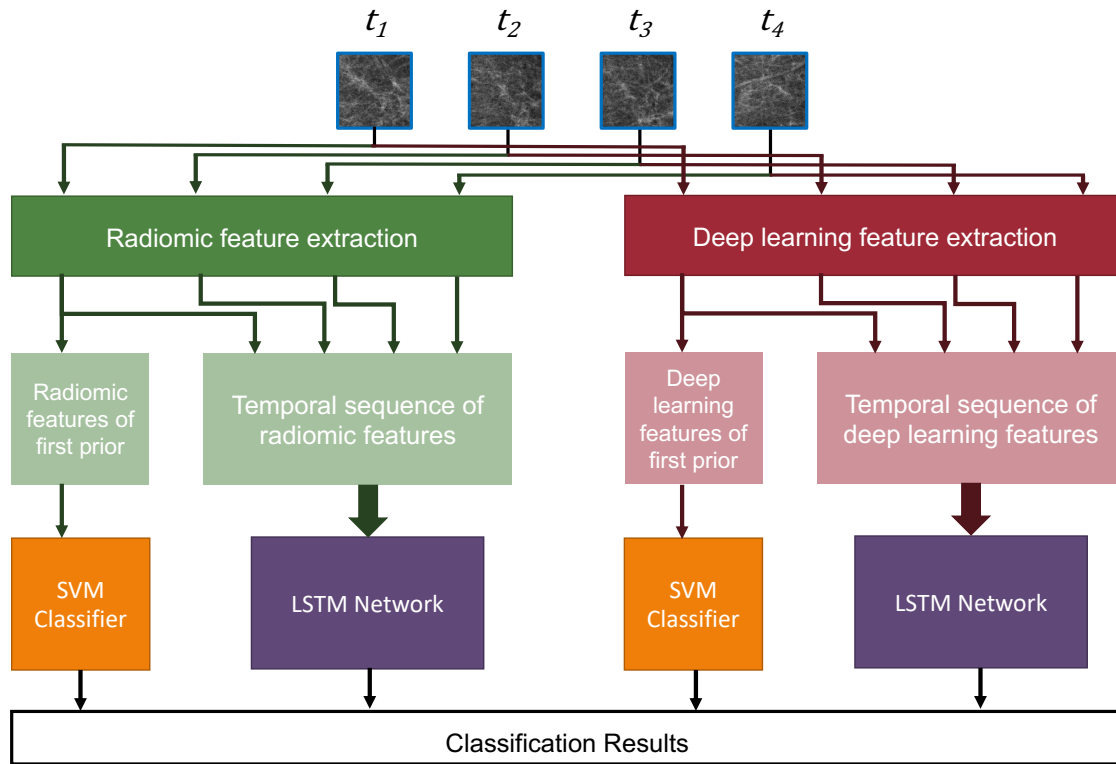 t1 t2 t3 t4
Radiomic feature extraction
Deep learning feature extraction
Radiomic
features of
first prior
Temporal sequence of
radiomic features
Deep
learning
features of
first prior
Temporal sequence of
deep learning features
SVM
Classifier
LSTM Network
SVM
Classifier
LSTM Network
Classification Results